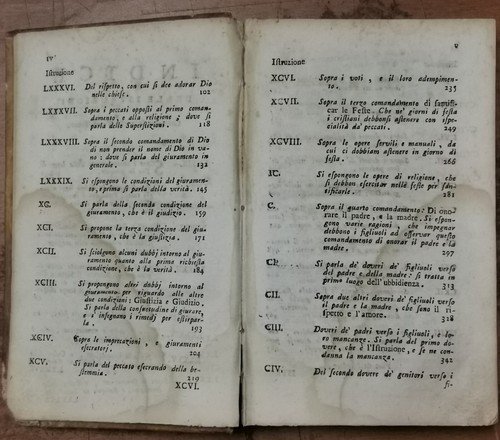 IV
Istruzione
LXXXVI. Del rispetto, con cui si dee adorar Dio
nelle chiese. 102
LXXXVII. Sopra i peccati opposti al primo coman-
damento, e alla religione; dove si
parla delle Superstizioni. 118
LXXXVIII. Sopra il secondo comandamento di Dio
di non prendere il nome di Dio in va-
no: dove si parla del giuramento in
generale. 132
LXXXIX. Si espongono le condizioni del giuramen-
to, e prima si parla della verità. 145
XC. Si parla della seconda condizione del
giuramento, che è il giudizio. 159
XCI. Si propone la terza condizione del giu-
ramento, che è la giustizia. 171
XCII. Si sciolgono alcuni dubbj intorno al giu-
ramento quanto alla prima richiesta
condizione, che è la verità. 184
XCIII. Si propongono altri dubbj intorno al
giuramento per riguardo alle altre
due condizioni: Giustizia e Giudizio.
Si parla della consuetudine di giurare,
e s'insegnano i rimedj per estirpar-
la. 193
XCIV. Sopra le imprecazioni, e giuramenti
esecratorj. 204
XCV. Si parla del peccato esecrando della be-
stemmia. 219
XCVI.
V
Istruzione
XCVI. Sopra i voti, e il loro adempimen-
to. 235
XCVII. Sopra il terzo comandamento di santifi-
car le Feste. Che ne' giorni di festa
i cristiani debbonsi astenere con ispe-
cialità da' peccati. 249
XCVIII. Sopra le opere servili e manuali, da
cui ci dobbiamo astenere in giorno di
festa. 266
IC. Si espongono le opere di religione, che
si debbon esercitar nelle feste per san-
tificarle. 281
C. Sopra il quarto comandamento: Di ono-
rare il padre, e la madre. Si espon-
gono varie ragioni, che impegnar
debbono i figliuoli ad osservar questo
comandamento di onorar il padre e la
madre. 297
CI. Si parla de' doveri de' figliuoli verso
del padre e della madre: si tratta in
primo luogo dell'ubbidienza. 313
CII. Sopra due altri doveri de' figliuoli verso
il padre e la madre, che sono il ris-
petto e l'amore. 328
CIII. Doveri de' padri verso i figliuoli, e lo-
ro mancanze. Si parla del primo do-
vere, che è l'Istruzione, e se ne con-
danna la mancanza. 342
CIV. Del secondo dovere de' genitori verso i
fi-